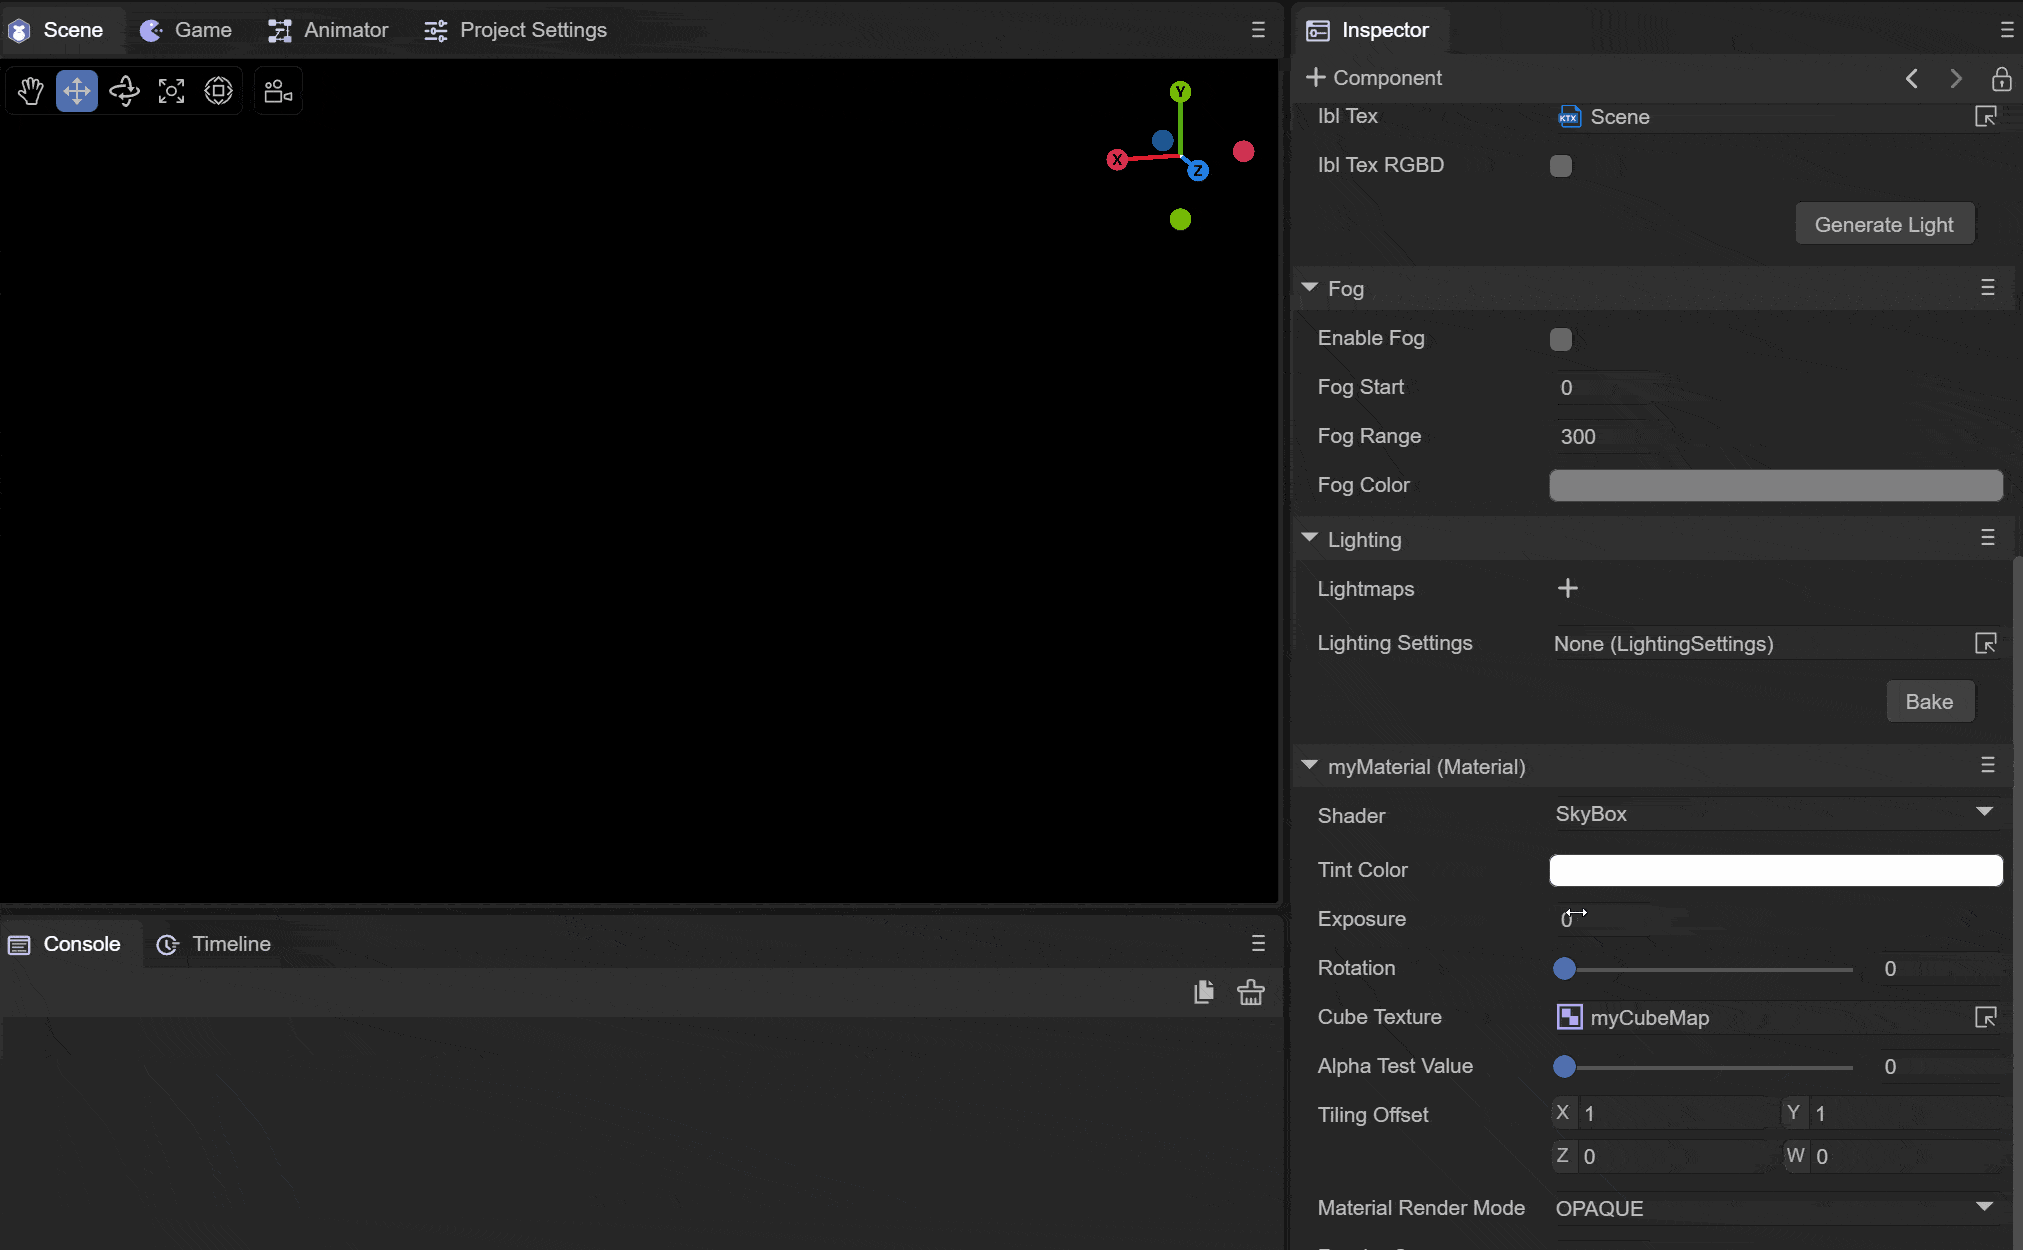 Scene Game Animator Project Settings
Y
X
Z
Console Timeline
Inspector
Component
Ibl Tex KTX Scene
Ibl Tex RGBD
Generate Light
Fog
Enable Fog
Fog Start 0
Fog Range 300
Fog Color
Lighting
Lightmaps
Lighting Settings None (LightingSettings)
Bake
myMaterial (Material)
Shader SkyBox
Tint Color
Exposure 0
Rotation 0
Cube Texture myCubeMap
Alpha Test Value 0
Tiling Offset X 1 Y 1
Z 0 W 0
Material Render Mode OPAQUE